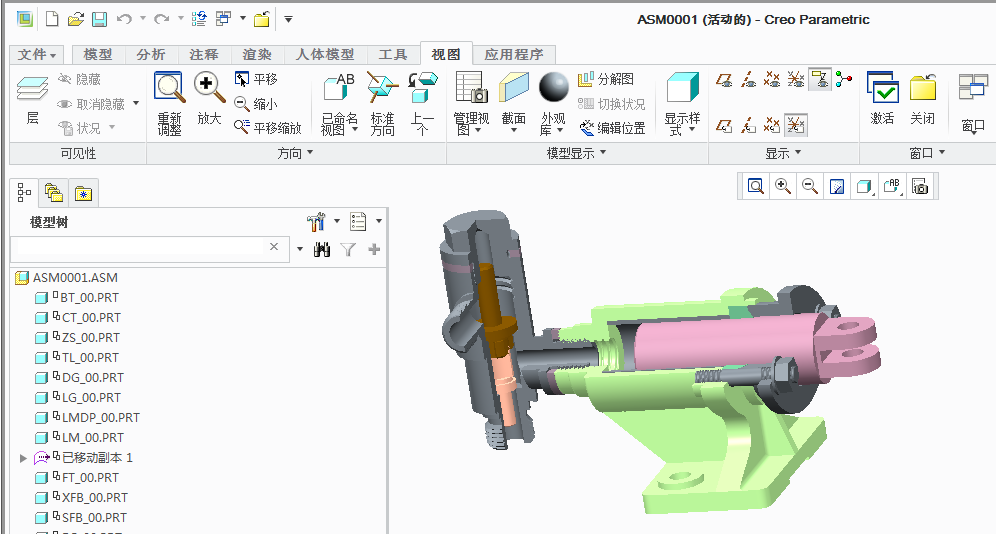 ASM0001 (活动的) - Creo Parametric
文件 模型 分析 注释 渲染 人体模型 工具 视图 应用程序
层
隐藏
取消隐藏
状况
可见性
重新调整
放大
平移
缩小
平移缩放
已命名视图
标准方向
上一个
方向
管理视图
截面
外观库
分解图
切换状况
编辑位置
模型显示
显示样式
显示
激活
关闭
窗口
窗口
模型树
ASM0001.ASM
BT_00.PRT
CT_00.PRT
ZS_00.PRT
TL_00.PRT
DG_00.PRT
LG_00.PRT
LMDP_00.PRT
LM_00.PRT
已移动副本 1
FT_00.PRT
XFB_00.PRT
SFB_00.PRT